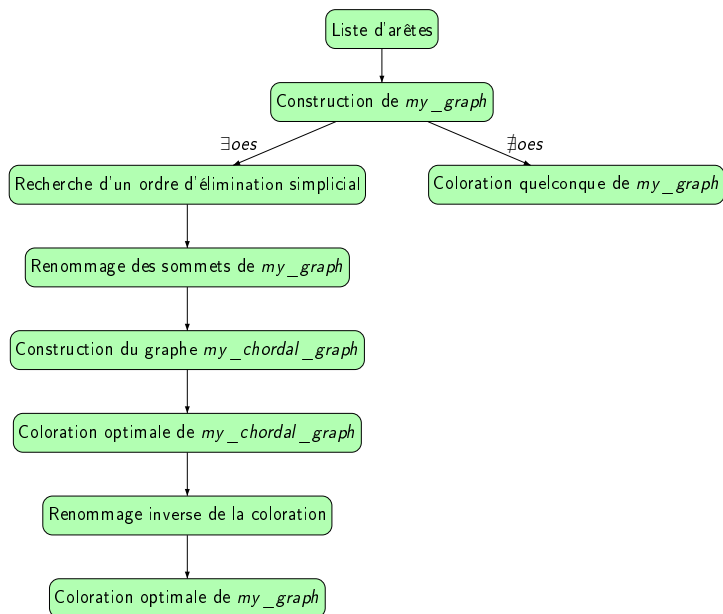 Liste d'arêtes
Construction de my_graph
∃oes
∄oes
Recherche d'un ordre d'élimination simplicial
Coloration quelconque de my_graph
Renommage des sommets de my_graph
Construction du graphe my_chordal_graph
Coloration optimale de my_chordal_graph
Renommage inverse de la coloration
Coloration optimale de my_graph